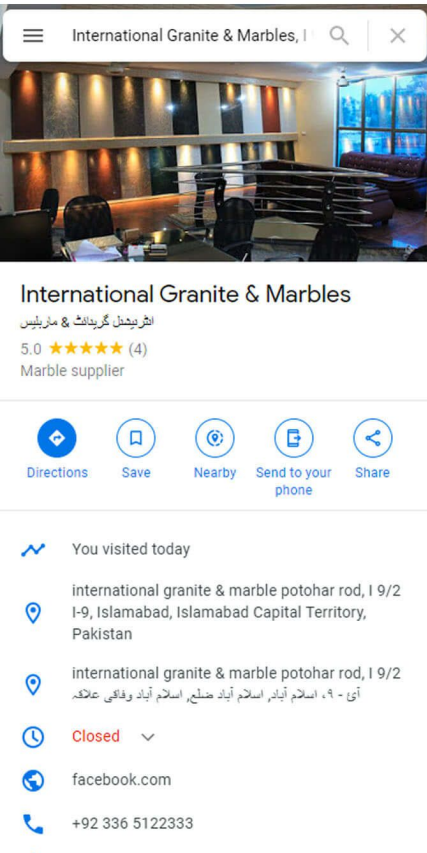 International Granite & Marbles, I
International Granite & Marbles
انٹرنیشنل گرینائٹ & ماربلیس
5.0 (4)
Marble supplier
Directions
Save
Nearby
Send to your
phone
Share
You visited today
international granite & marble potohar rod, I 9/2
I-9, Islamabad, Islamabad Capital Territory,
Pakistan
international granite & marble potohar rod, I 9/2
آئ - ۹، اسلام آباد, اسلام آباد ضلع, اسلام آباد وفاقی علاقہ
Closed
facebook.com
+92 336 5122333